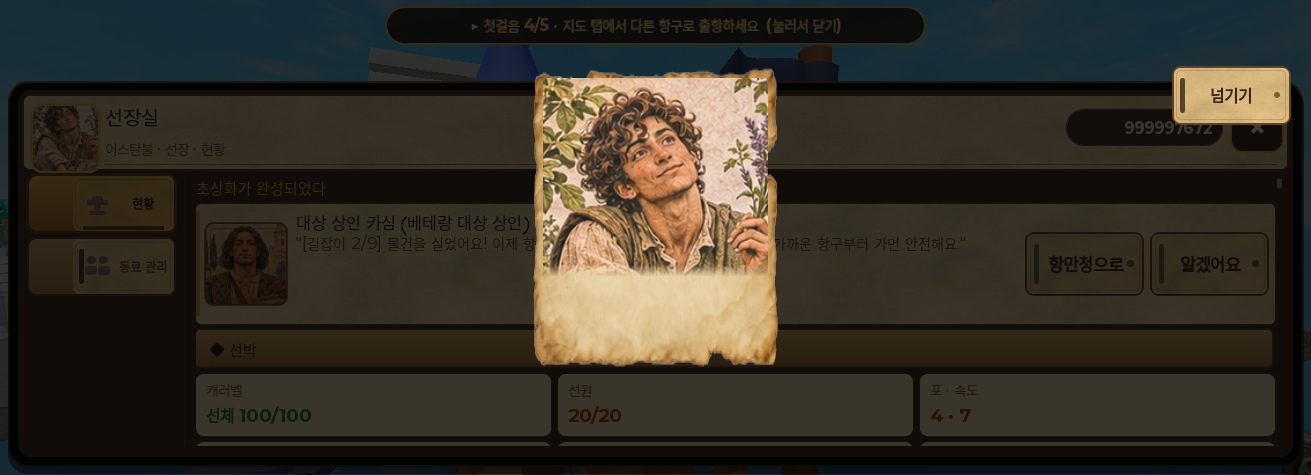 ▸ 첫걸음 4/5 · 지도 탭에서 다른 항구로 출항하세요 (눌러서 닫기)
넘기기
선장실
999997672
이스탄불 · 선장 · 현황
현황
동료 관리
초상화가 완성되었다
대상 상인 카심 (베테랑 대상 상인)
"[길잡이 2/9] 물건을 실었어요! 이제 항 가까운 항구부터 가면 안전해요."
항만청으로
알겠어요
◆ 선박
캐러벨
선체 100/100
선원
20/20
포 · 속도
4 · 7